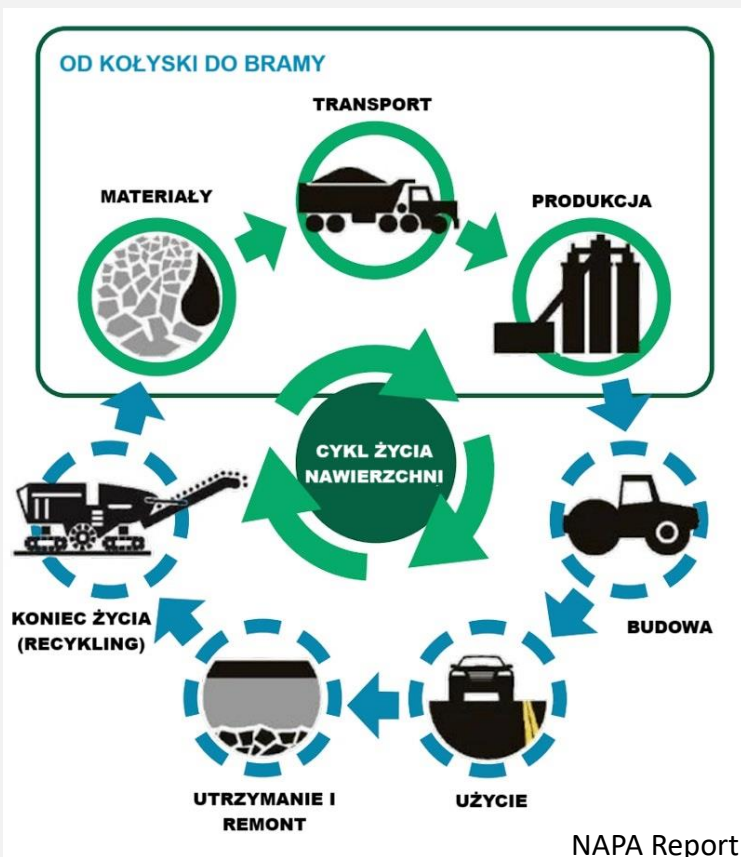 OD KOŁYSKI DO BRAMY
TRANSPORT
MATERIAŁY
PRODUKCJA
CYKL ŻYCIA
NAWIERZCHNI
KONIEC ŻYCIA
(RECYKLING)
BUDOWA
UTRZYMANIE I
REMONT
UŻYCIE
NAPA Report